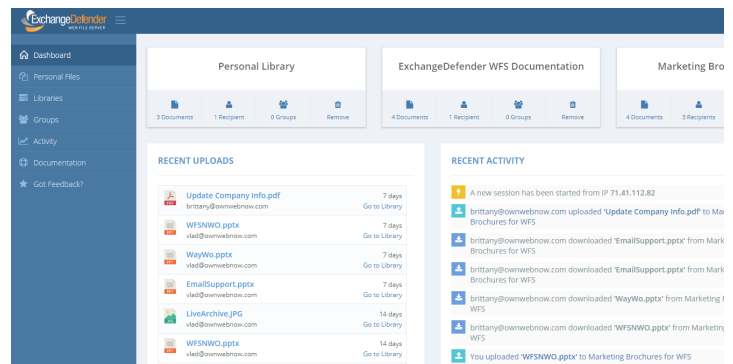 ExchangeDefender
WEB FILE SERVER
Dashboard
Personal Files
Libraries
Groups
Activity
Documentation
Got Feedback?
Personal Library
3 Documents 1 Recipient 0 Groups Remove
ExchangeDefender WFS Documentation
4 Documents 1 Recipient 0 Groups Remove
Marketing Bro
4 Documents 3 Recipients
RECENT UPLOADS
Update Company Info.pdf 7 days
brittany@ownwebnow.com Go to Library
WFSNWO.pptx 7 days
vlad@ownwebnow.com Go to Library
WayWo.pptx 7 days
vlad@ownwebnow.com Go to Library
EmailSupport.pptx 7 days
vlad@ownwebnow.com Go to Library
LiveArchive.JPG 14 days
vlad@ownwebnow.com Go to Library
WFSNWO.pptx 14 days
vlad@ownwebnow.com Go to Library
RECENT ACTIVITY
A new session has been started from IP 71.41.112.82
brittany@ownwebnow.com uploaded 'Update Company Info.pdf' to Ma
Brochures for WFS
brittany@ownwebnow.com downloaded 'EmailSupport.pptx' from Mark
Brochures for WFS
brittany@ownwebnow.com downloaded 'EmailSupport.pptx' from Mark
Brochures for WFS
brittany@ownwebnow.com downloaded 'WayWo.pptx' from Marketing
WFS
brittany@ownwebnow.com downloaded 'WFSNWO.pptx' from Marketing
WFS
You uploaded 'WFSNWO.pptx' to Marketing Brochures for WFS